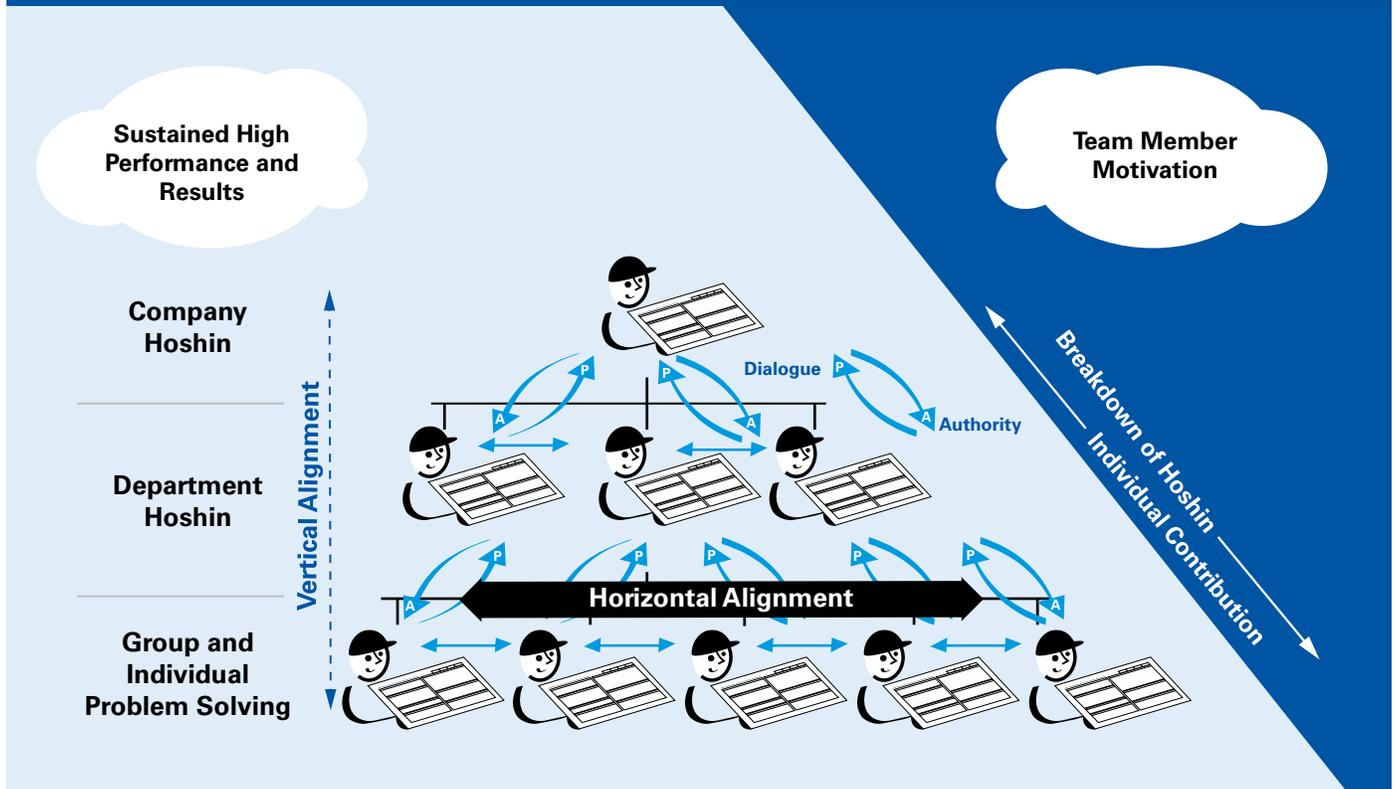 Sustained High
Performance and
Results
Team Member
Motivation
Company
Hoshin
Department
Hoshin
Group and
Individual
Problem Solving
Vertical Alignment
P
P
Dialogue
P
A
A
A
Authority
P
P
P
P
P
A
A
Horizontal Alignment
Breakdown of Hoshin
Individual Contribution